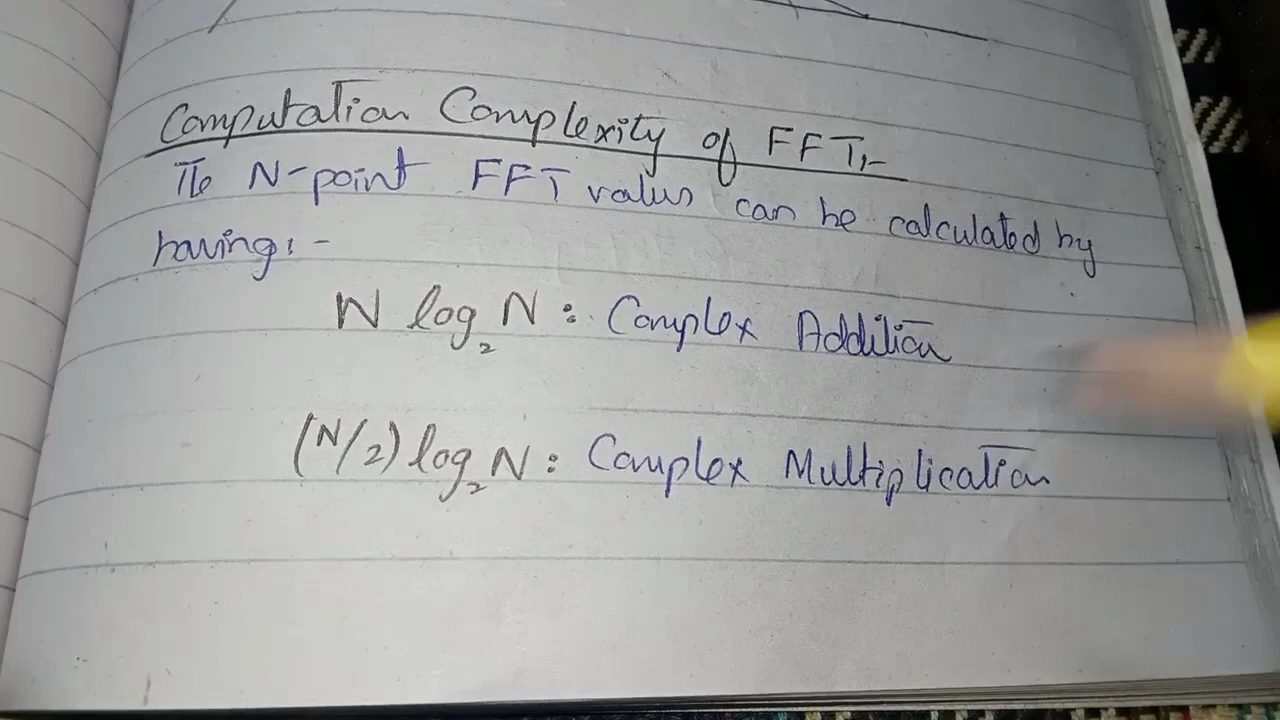 Computation Complexity of FFT:-
The N-point FFT values can be calculated by
having:-
N log₂ N : Complex Addition
(N/2) log₂ N : Complex Multiplication